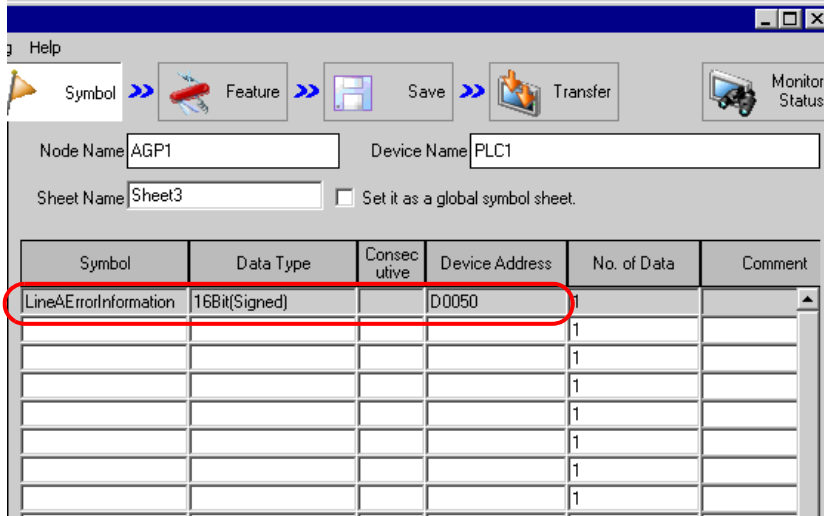 Help
Symbol Feature Save Transfer Monitor
Status
Node Name AGP1 Device Name PLC1
Sheet Name Sheet3 Set it as a global symbol sheet.
Symbol Data Type Consec
utive Device Address No. of Data Comment
LineAErrorInformation 16Bit(Signed) D0050 1
1
1
1
1
1
1
1